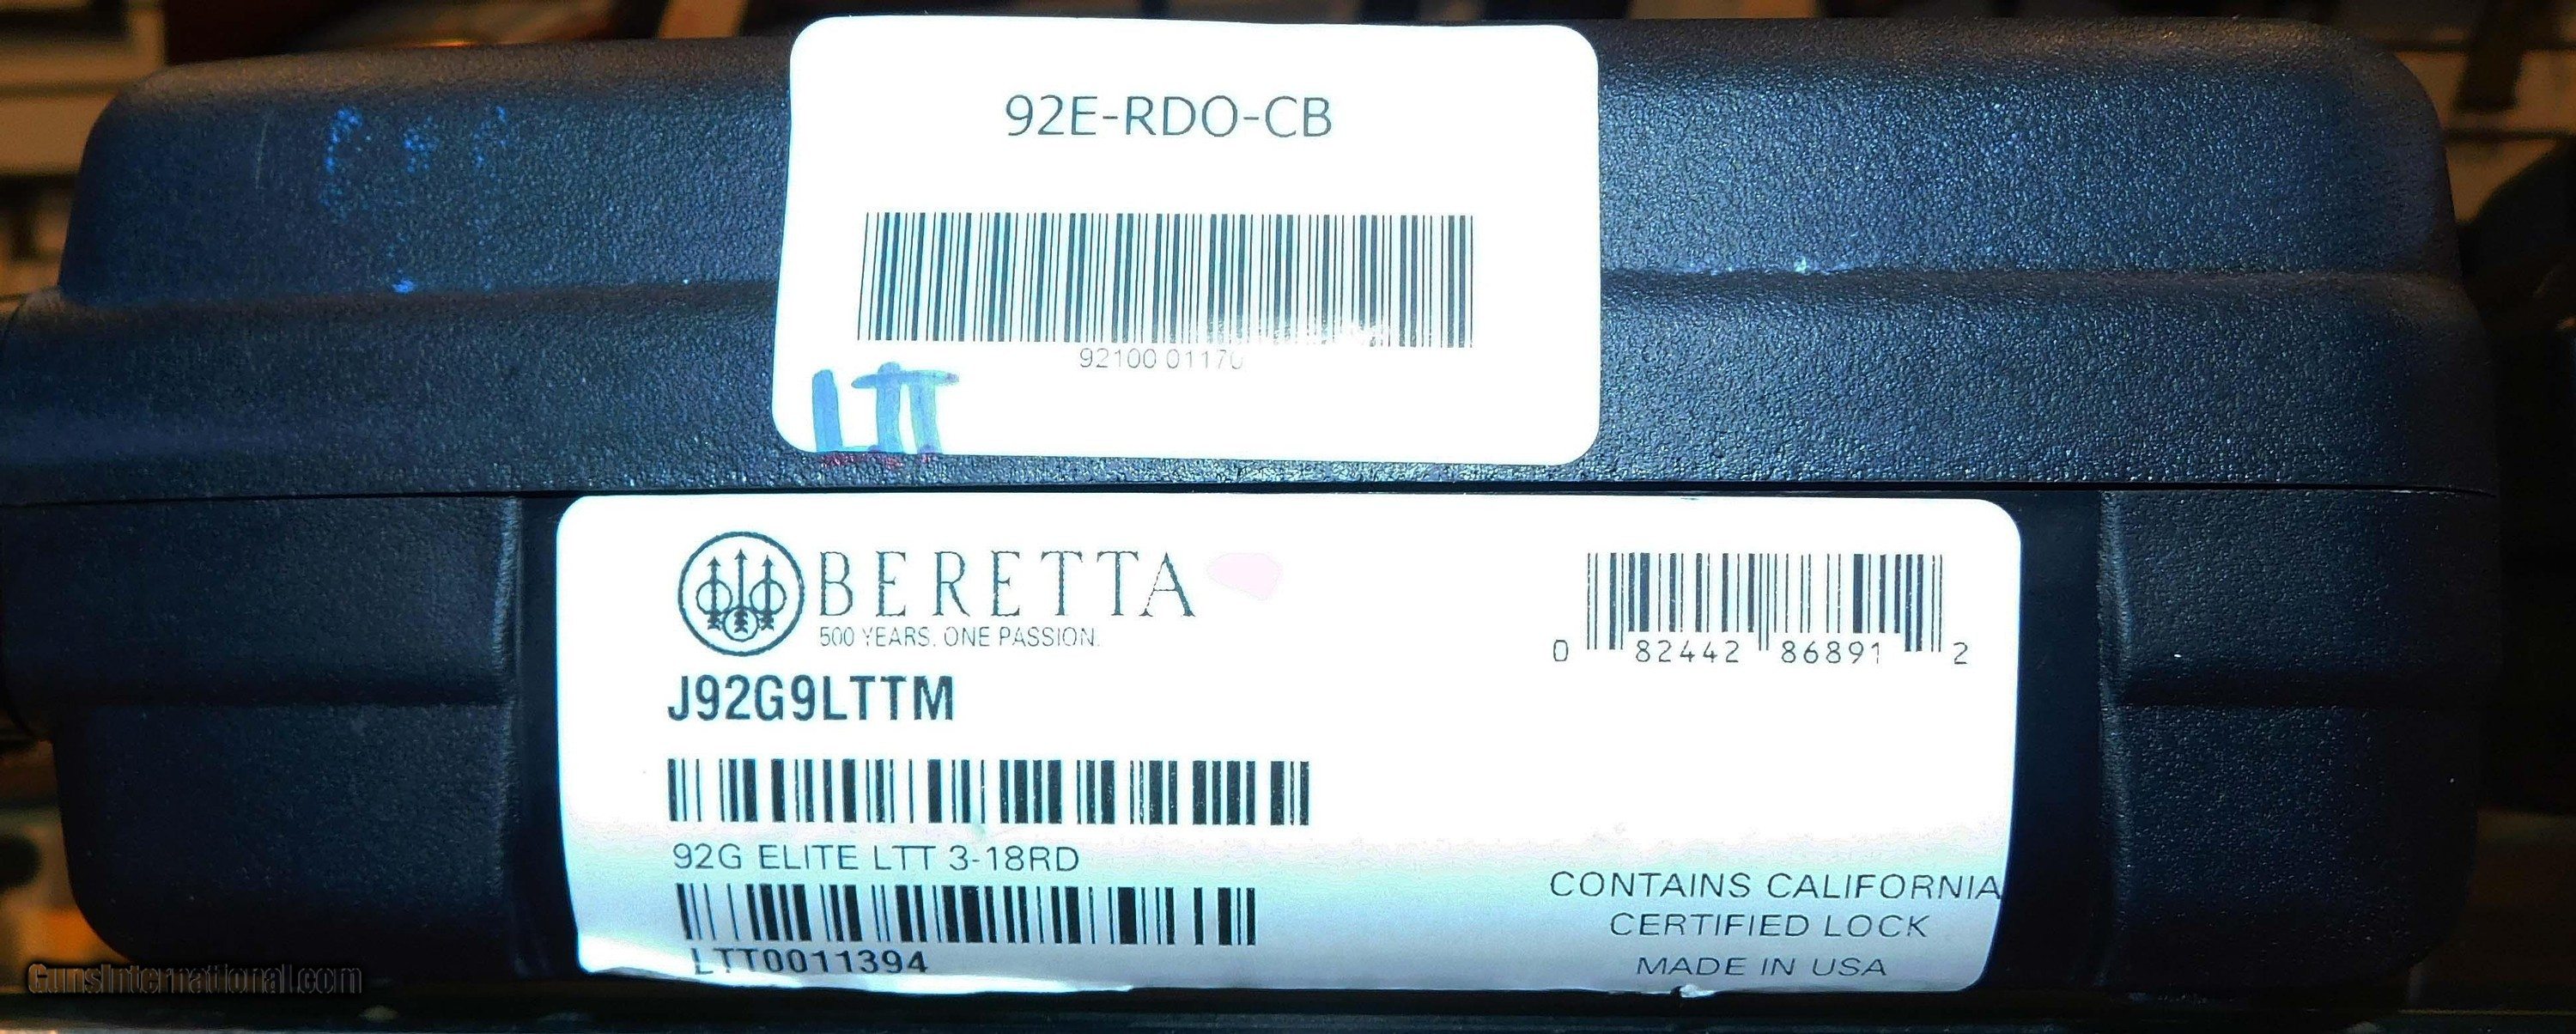 92E-RDO-CB
92100 01170
LTT
BERETTA
500 YEARS. ONE PASSION.
0 82442 86891 2
J92G9LTTM
92G ELITE LTT 3-18RD
LTT0011394
CONTAINS CALIFORNIA
CERTIFIED LOCK
MADE IN USA
GunsInternational.com